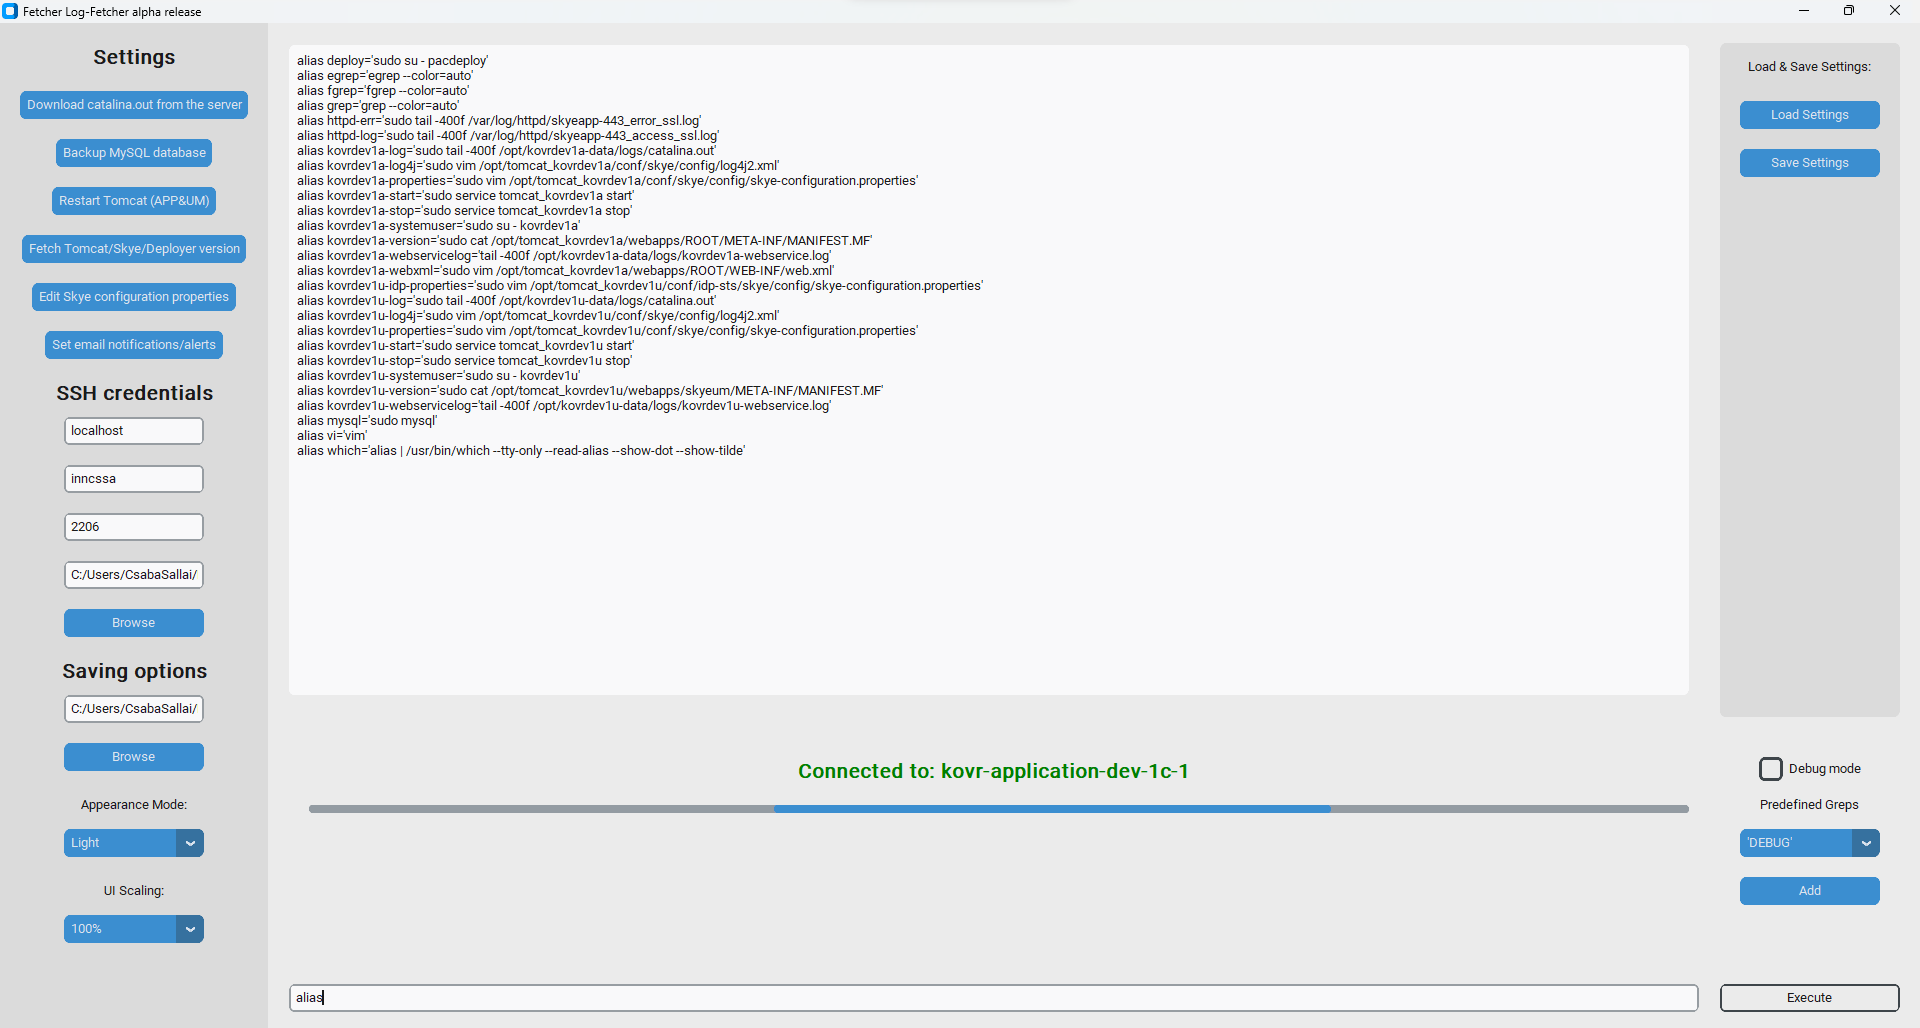 Fetcher Log-Fetcher alpha release
Settings
Download catalina.out from the server
Backup MySQL database
Restart Tomcat (APP&UM)
Fetch Tomcat/Skye/Deployer version
Edit Skye configuration properties
Set email notifications/alerts
SSH credentials
localhost
inncssa
2206
C:/Users/CsabaSallai/
Browse
Saving options
C:/Users/CsabaSallai/
Browse
Appearance Mode:
Light
UI Scaling:
100%
alias deploy='sudo su - pacdeploy'
alias egrep='egrep --color=auto'
alias fgrep='fgrep --color=auto'
alias grep='grep --color=auto'
alias httpd-err='sudo tail -400f /var/log/httpd/skyeapp-443_error_ssl.log'
alias httpd-log='sudo tail -400f /var/log/httpd/skyeapp-443_access_ssl.log'
alias kovrdev1a-log='sudo tail -400f /opt/kovrdev1a-data/logs/catalina.out'
alias kovrdev1a-log4j='sudo vim /opt/tomcat_kovrdev1a/conf/skye/config/log4j2.xml'
alias kovrdev1a-properties='sudo vim /opt/tomcat_kovrdev1a/conf/skye/config/skye-configuration.properties'
alias kovrdev1a-start='sudo service tomcat_kovrdev1a start'
alias kovrdev1a-stop='sudo service tomcat_kovrdev1a stop'
alias kovrdev1a-systemuser='sudo su - kovrdev1a'
alias kovrdev1a-version='sudo cat /opt/tomcat_kovrdev1a/webapps/ROOT/META-INF/MANIFEST.MF'
alias kovrdev1a-webservicelog='tail -400f /opt/kovrdev1a-data/logs/kovrdev1a-webservice.log'
alias kovrdev1a-webxml='sudo vim /opt/tomcat_kovrdev1a/webapps/ROOT/WEB-INF/web.xml'
alias kovrdev1u-idp-properties='sudo vim /opt/tomcat_kovrdev1u/conf/idp-sts/skye/config/skye-configuration.properties'
alias kovrdev1u-log='sudo tail -400f /opt/kovrdev1u-data/logs/catalina.out'
alias kovrdev1u-log4j='sudo vim /opt/tomcat_kovrdev1u/conf/skye/config/log4j2.xml'
alias kovrdev1u-properties='sudo vim /opt/tomcat_kovrdev1u/conf/skye/config/skye-configuration.properties'
alias kovrdev1u-start='sudo service tomcat_kovrdev1u start'
alias kovrdev1u-stop='sudo service tomcat_kovrdev1u stop'
alias kovrdev1u-systemuser='sudo su - kovrdev1u'
alias kovrdev1u-version='sudo cat /opt/tomcat_kovrdev1u/webapps/skyeum/META-INF/MANIFEST.MF'
alias kovrdev1u-webservicelog='tail -400f /opt/kovrdev1u-data/logs/kovrdev1u-webservice.log'
alias mysql='sudo mysql'
alias vi='vim'
alias which='alias | /usr/bin/which --tty-only --read-alias --show-dot --show-tilde'
Connected to: kovr-application-dev-1c-1
alias
Load & Save Settings:
Load Settings
Save Settings
Debug mode
Predefined Greps
'DEBUG'
Add
Execute